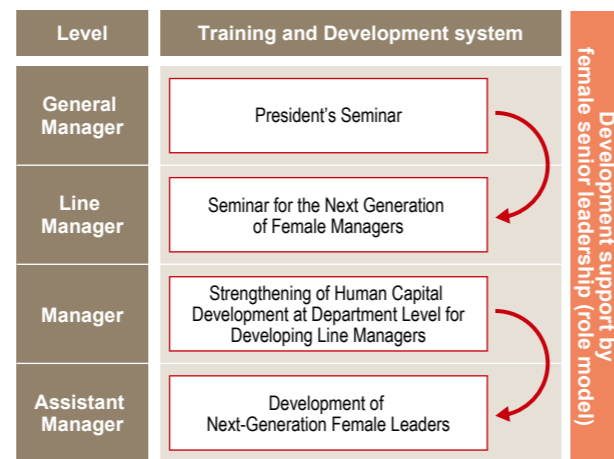 Level
Training and Development system
General
Manager
President’s Seminar
Line
Manager
Seminar for the Next Generation
of Female Managers
Manager
Strengthening of Human Capital
Development at Department Level for
Developing Line Managers
Assistant
Manager
Development of
Next-Generation Female Leaders
Development support by
female senior leadership (role model)